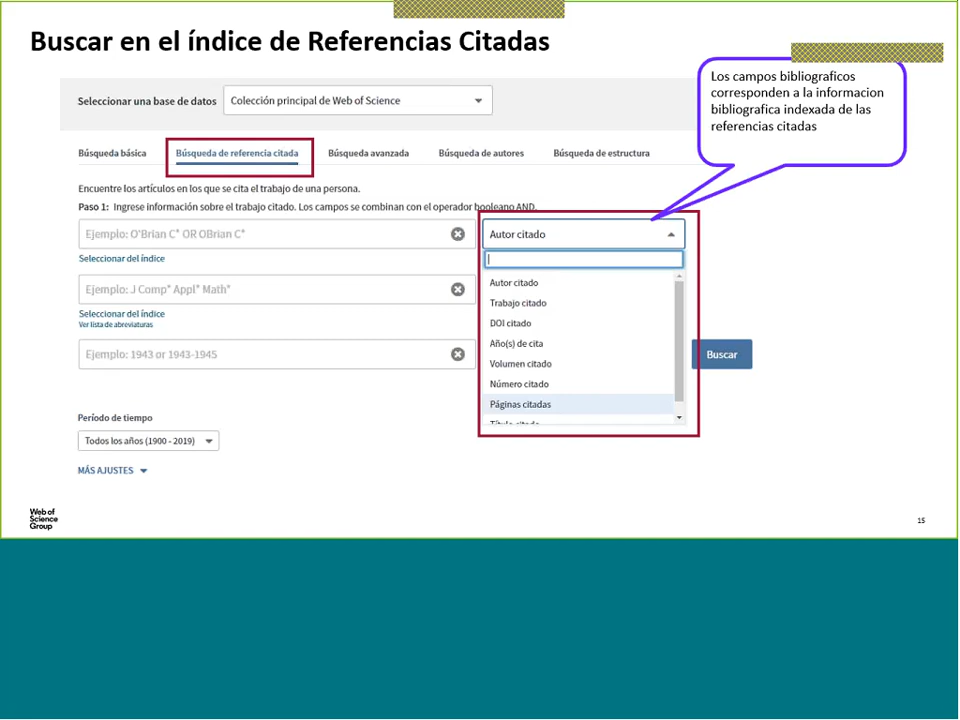 Buscar en el índice de Referencias Citadas
Los campos bibliograficos
corresponden a la informacion
bibliografica indexada de las
referencias citadas
Seleccionar una base de datos
Colección principal de Web of Science
Búsqueda básica
Búsqueda de referencia citada
Búsqueda avanzada
Búsqueda de autores
Búsqueda de estructura
Encuentre los artículos en los que se cita el trabajo de una persona.
Paso 1: Ingrese información sobre el trabajo citado. Los campos se combinan con el operador booleano AND.
Ejemplo: O'Brian C* OR OBrian C*
Autor citado
Seleccionar del índice
Ejemplo: J Comp* Appl* Math*
Seleccionar del índice
Ver lista de abreviaturas
Ejemplo: 1943 or 1943-1945
Autor citado
Trabajo citado
DOI citado
Año(s) de cita
Volumen citado
Número citado
Páginas citadas
Título citado
Buscar
Período de tiempo
Todos los años (1900 - 2019)
MÁS AJUSTES
Web of
Science
Group
15